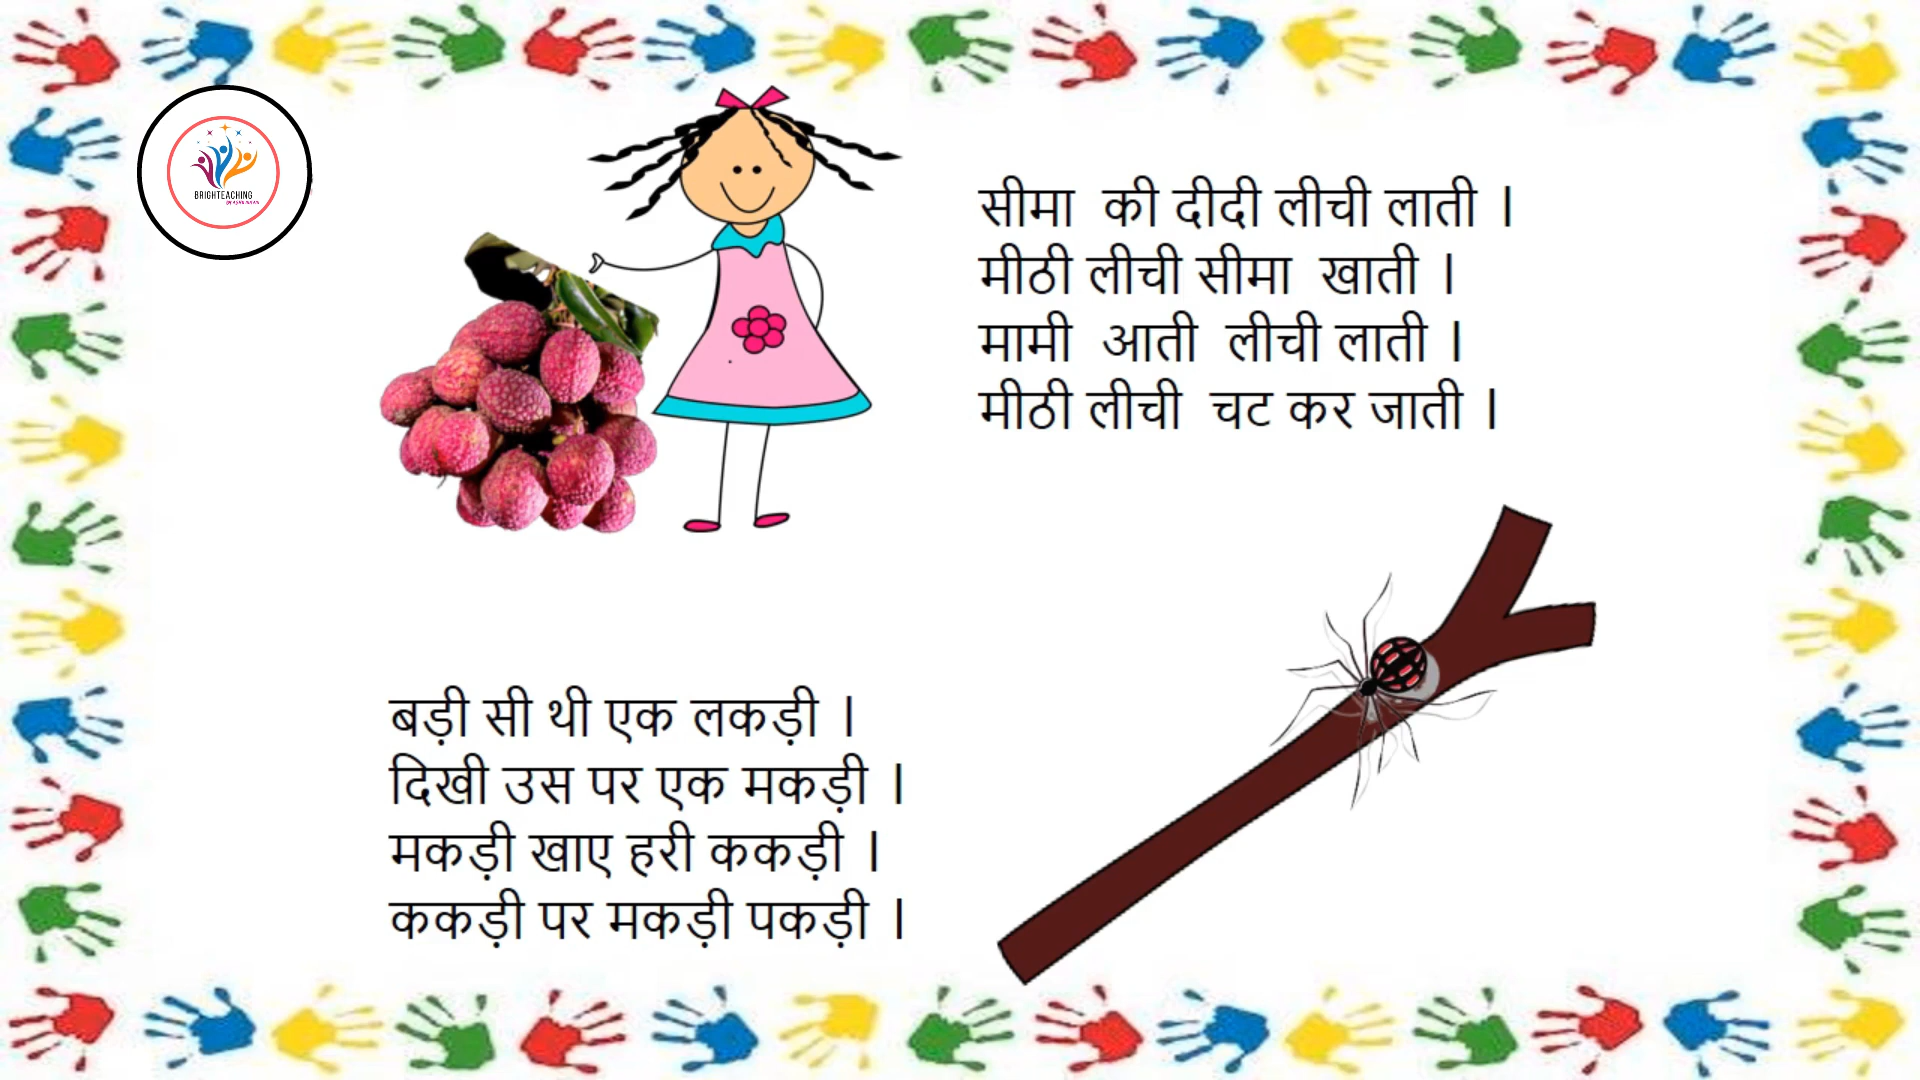 BRIGHTEACHING
सीमा की दीदी लीची लाती ।
मीठी लीची सीमा खाती ।
मामी आती लीची लाती ।
मीठी लीची चट कर जाती ।
बड़ी सी थी एक लकड़ी ।
दिखी उस पर एक मकड़ी ।
मकड़ी खाए हरी ककड़ी ।
ककड़ी पर मकड़ी पकड़ी ।